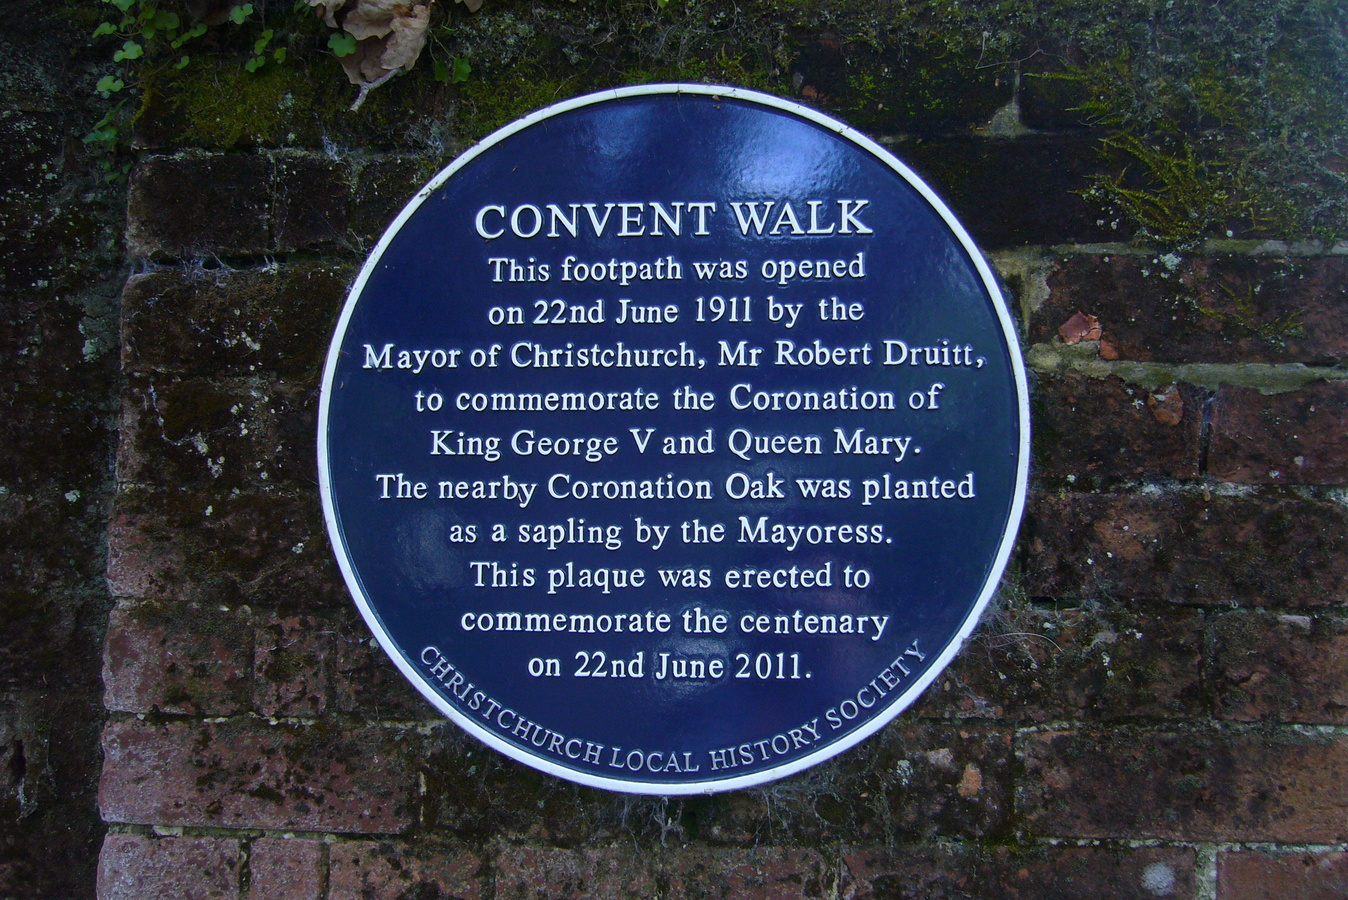 CONVENT WALK
This footpath was opened
on 22nd June 1911 by the
Mayor of Christchurch, Mr Robert Druitt,
to commemorate the Coronation of
King George V and Queen Mary.
The nearby Coronation Oak was planted
as a sapling by the Mayoress.
This plaque was erected to
commemorate the centenary
on 22nd June 2011.
CHRISTCHURCH LOCAL HISTORY SOCIETY